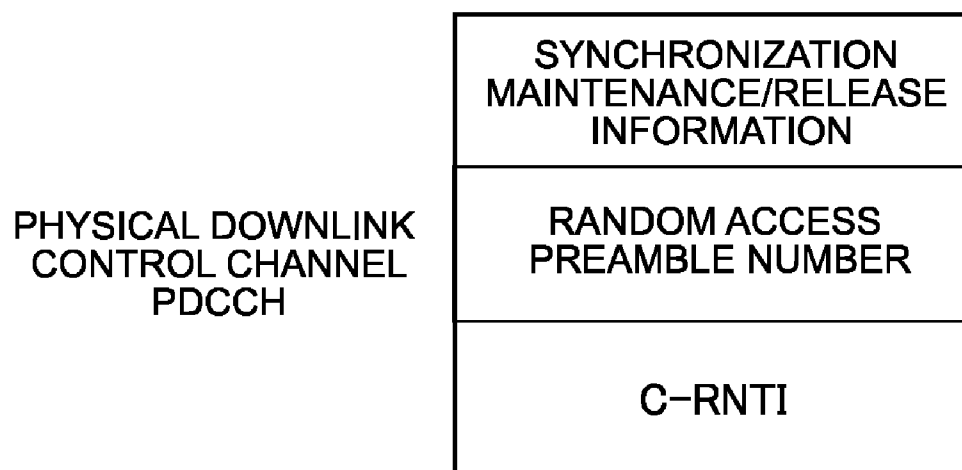 PHYSICAL DOWNLINK
CONTROL CHANNEL
PDCCH
SYNCHRONIZATION
MAINTENANCE/RELEASE
INFORMATION
RANDOM ACCESS
PREAMBLE NUMBER
C-RNTI